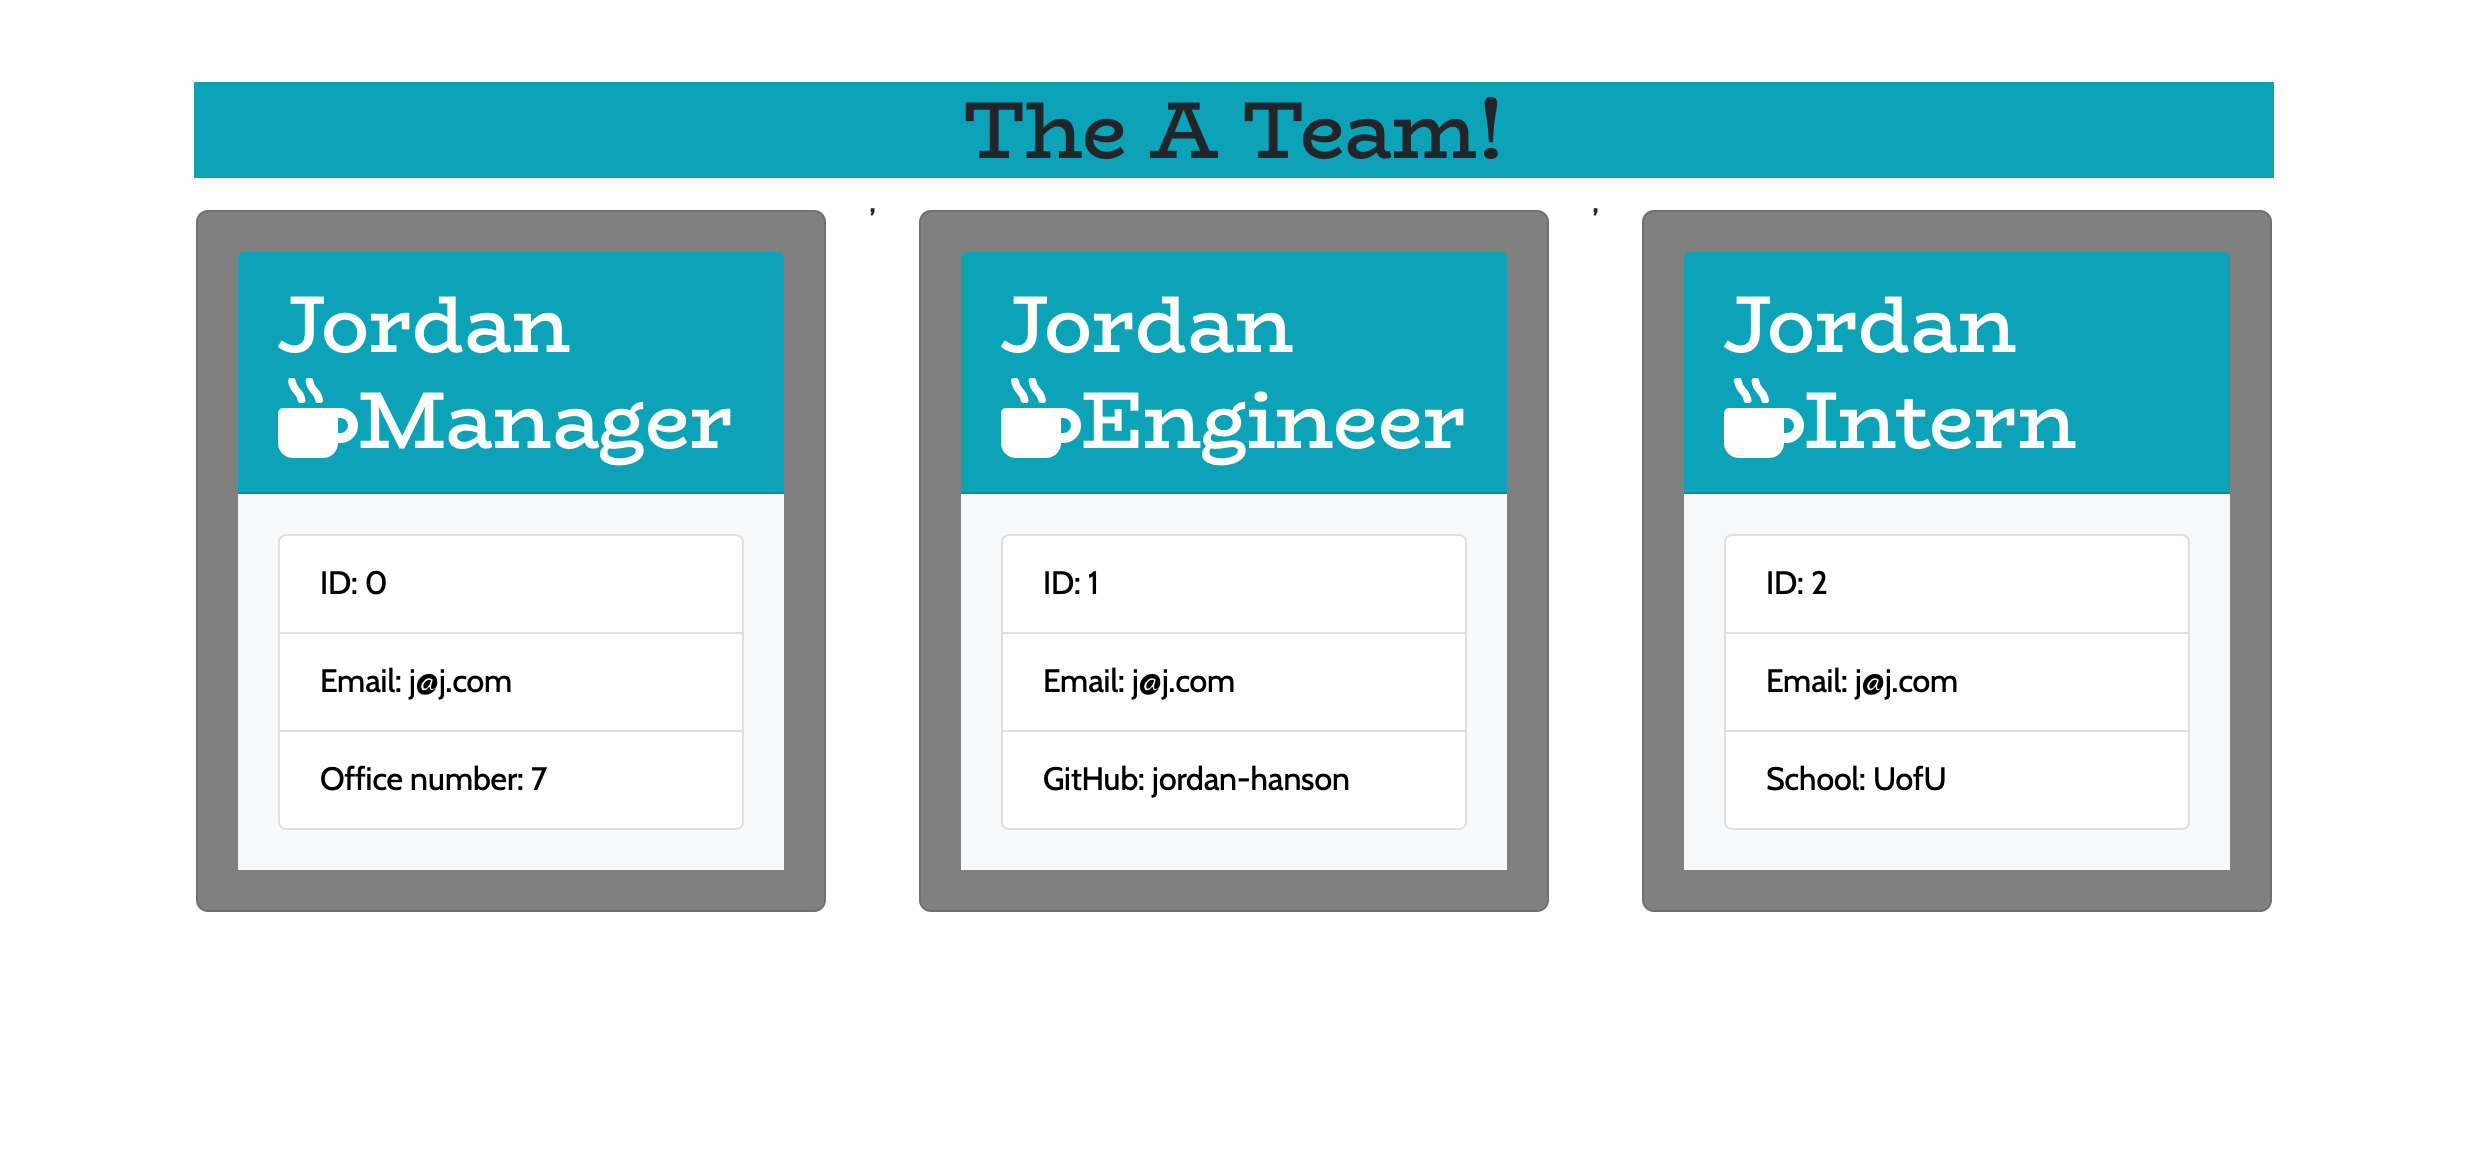 The A Team!
,
,
Jordan
Manager
ID: 0
Email: j@j.com
Office number: 7
Jordan
Engineer
ID: 1
Email: j@j.com
GitHub: jordan-hanson
Jordan
Intern
ID: 2
Email: j@j.com
School: UofU